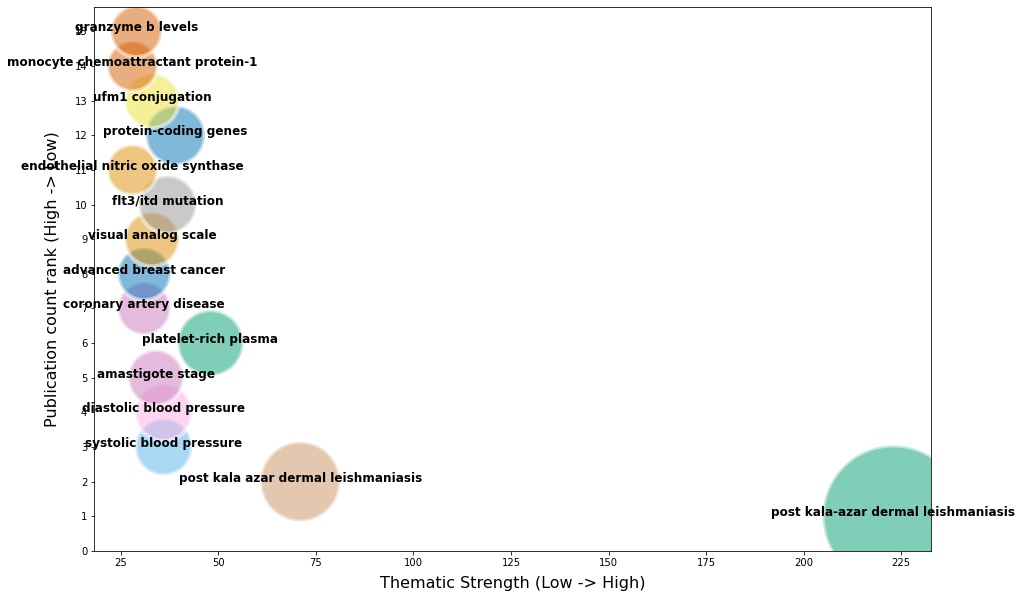 granzyme b levels
15
monocyte chemoattractant protein-1
14
ufm1 conjugation
13
protein-coding genes
12
endothelial nitric oxide synthase
11
flt3/itd mutation
10
visual analog scale
9
advanced breast cancer
8
coronary artery disease
7
platelet-rich plasma
6
amastigote stage
5
diastolic blood pressure
4
systolic blood pressure
3
post kala azar dermal leishmaniasis
2
post kala-azar dermal leishmaniasis
1
0
Publication count rank (High -> Low)
25 50 75 100 125 150 175 200 225
Thematic Strength (Low -> High)